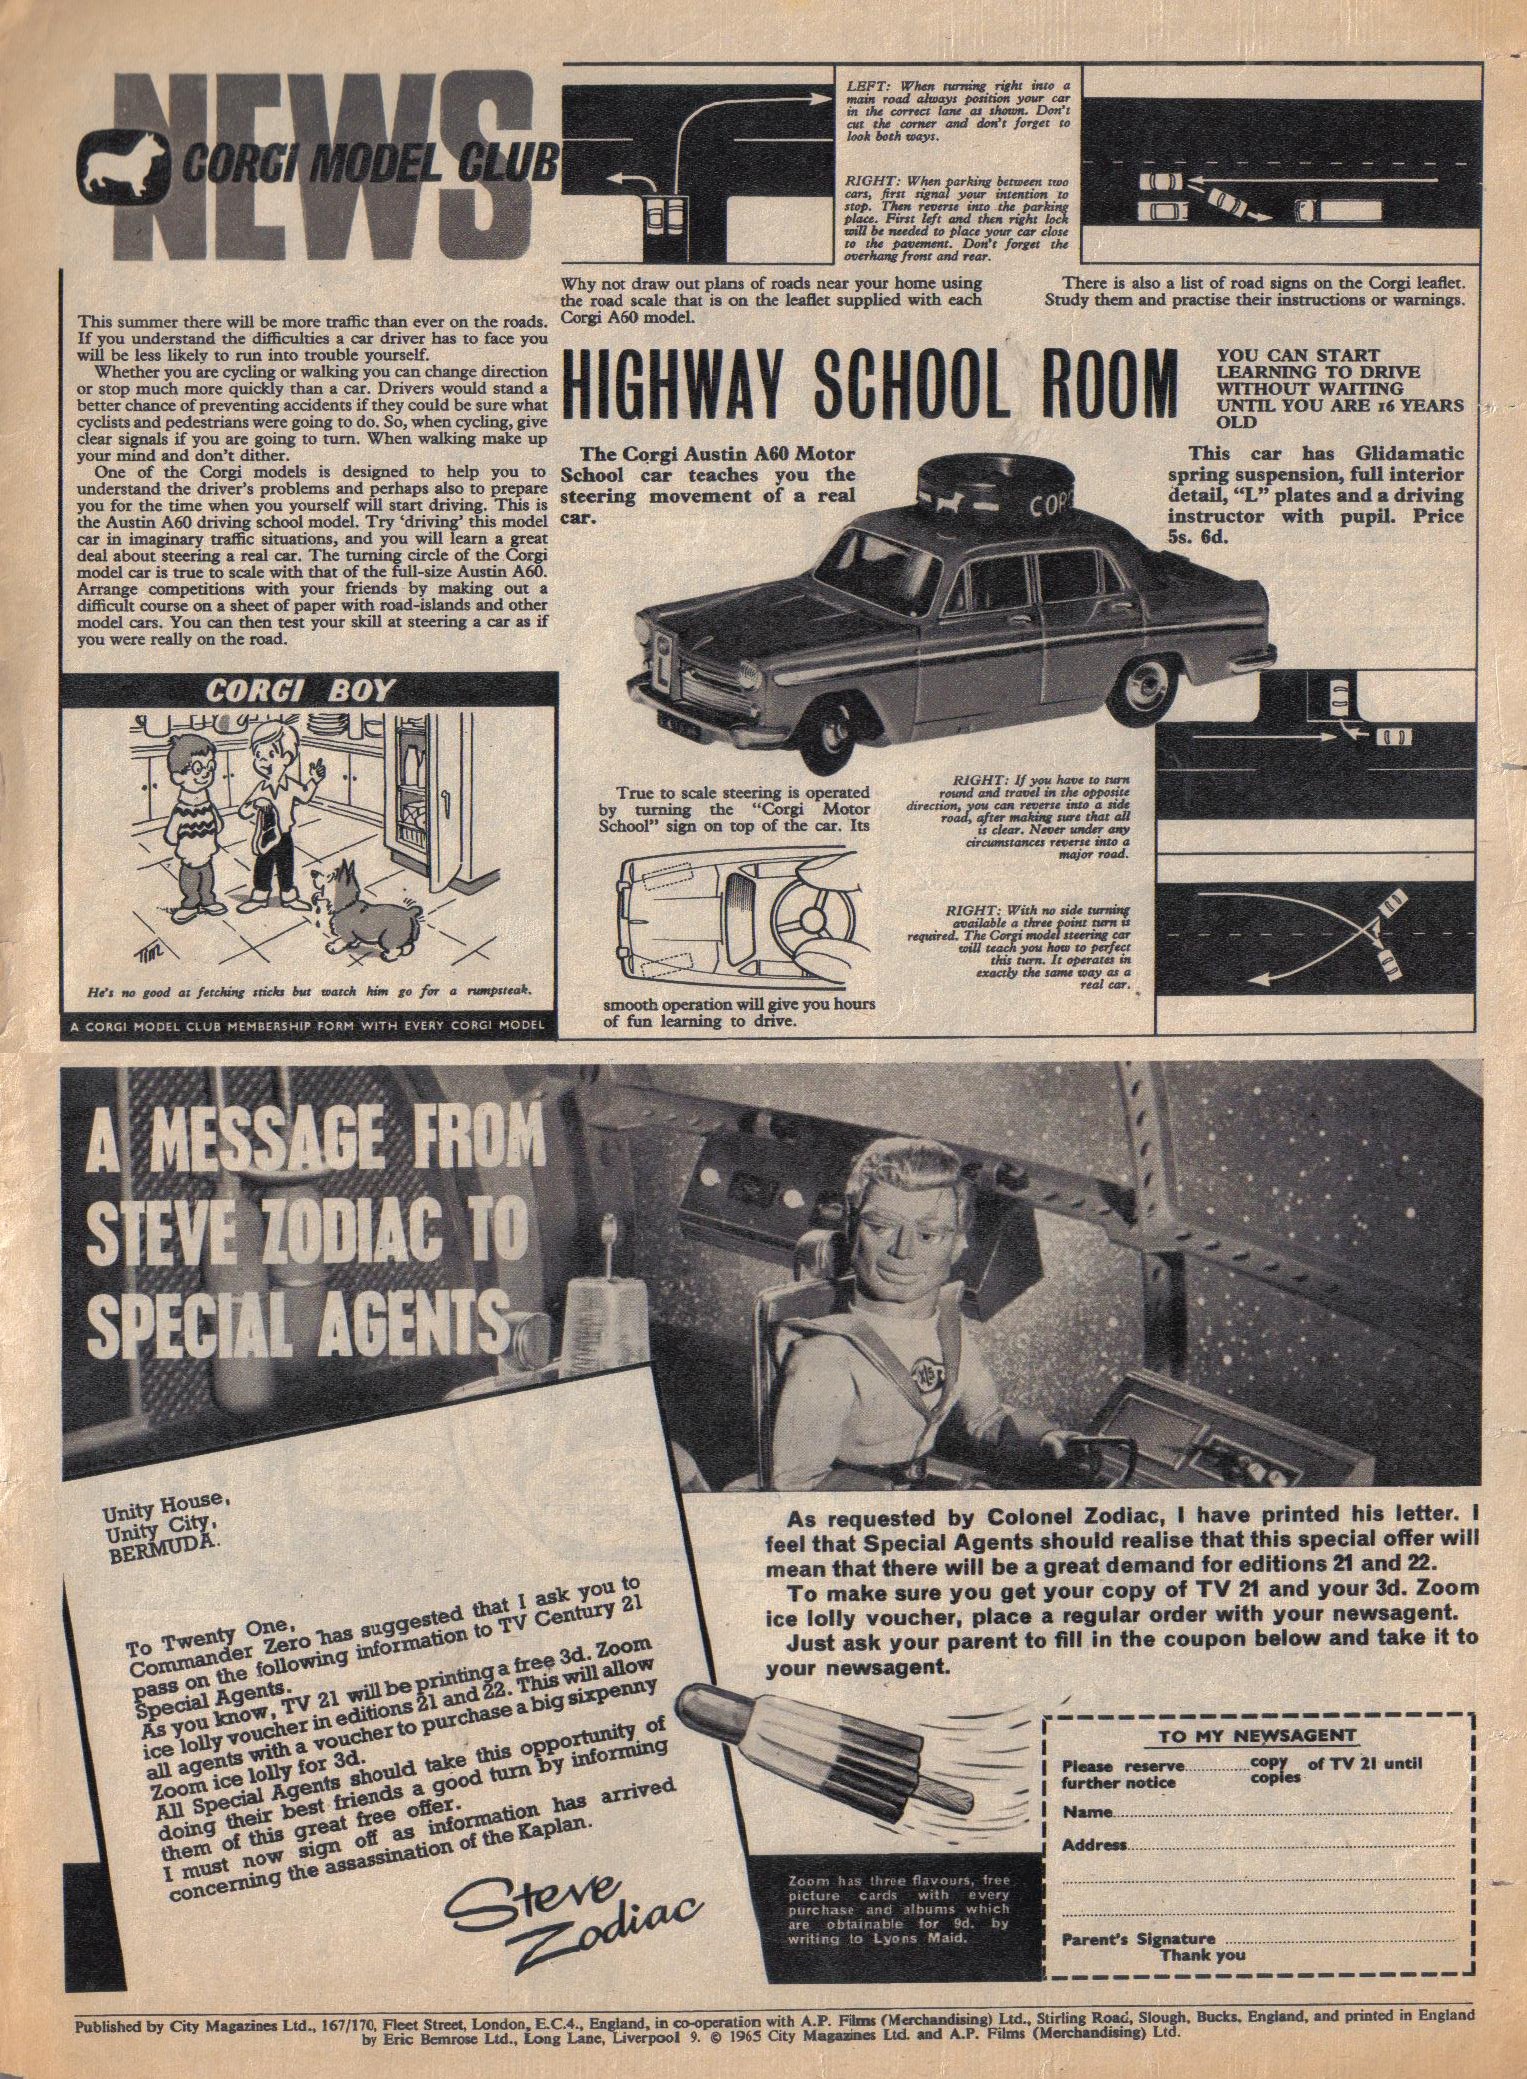 NEWS
CORGI MODEL CLUB
This summer there will be more traffic than ever on the roads.
If you understand the difficulties a car driver has to face you
will be less likely to run into trouble yourself.
Whether you are cycling or walking you can change direction
or stop much more quickly than a car. Drivers would stand a
better chance of preventing accidents if they could be sure what
cyclists and pedestrians were going to do. So, when cycling, give
clear signals if you are going to turn. When walking make up
your mind and don't dither.
One of the Corgi models is designed to help you to
understand the driver's problems and perhaps also to prepare
you for the time when you yourself will start driving. This is
the Austin A60 driving school model. Try 'driving' this model
car in imaginary traffic situations, and you will learn a great
deal about steering a real car. The turning circle of the Corgi
model car is true to scale with that of the full-size Austin A60.
Arrange competitions with your friends by making out a
difficult course on a sheet of paper with road-islands and other
model cars. You can then test your skill at steering a car as if
you were really on the road.
LEFT: When turning right into a
main road always position your car
in the correct lane as shown. Don't
cut the corner and don't forget to
look both ways.
RIGHT: When parking between two
cars, first signal your intention to
stop. Then reverse into the parking
place. First left and then right lock
will be needed to place your car close
to the pavement. Don't forget the
overhang front and rear.
Why not draw out plans of roads near your home using
the road scale that is on the leaflet supplied with each
Corgi A60 model.
There is also a list of road signs on the Corgi leaflet.
Study them and practise their instructions or warnings.
HIGHWAY SCHOOL ROOM
YOU CAN START
LEARNING TO DRIVE
WITHOUT WAITING
UNTIL YOU ARE 16 YEARS
OLD
The Corgi Austin A60 Motor
School car teaches you the
steering movement of a real
car.
This car has Glidamatic
spring suspension, full interior
detail, "L" plates and a driving
instructor with pupil. Price
5s. 6d.
COR
L
True to scale steering is operated
by turning the "Corgi Motor
School" sign on top of the car. Its
smooth operation will give you hours
of fun learning to drive.
RIGHT: If you have to turn
round and travel in the opposite
direction, you can reverse into a side
road, after making sure that all
is clear. Never under any
circumstances reverse into a
major road.
RIGHT: With no side turning
available a three point turn is
required. The Corgi model steering car
will teach you how to perfect
this turn. It operates in
exactly the same way as a
real car.
CORGI BOY
TIM
He's no good at fetching sticks but watch him go for a rumpsteak.
A CORGI MODEL CLUB MEMBERSHIP FORM WITH EVERY CORGI MODEL
A MESSAGE FROM
STEVE ZODIAC TO
SPECIAL AGENTS
Unity House,
Unity City,
BERMUDA.
To Twenty One,
Commander Zero has suggested that I ask you to
pass on the following information to TV Century 21
Special Agents.
As you know, TV 21 will be printing a free 3d. Zoom
ice lolly voucher in editions 21 and 22. This will allow
all agents with a voucher to purchase a big sixpenny
Zoom ice lolly for 3d.
All Special Agents should take this opportunity of
doing their best friends a good turn by informing
them of this great free offer.
I must now sign off as information has arrived
concerning the assassination of the Kaplan.
Steve
Zodiac
As requested by Colonel Zodiac, I have printed his letter. I
feel that Special Agents should realise that this special offer will
mean that there will be a great demand for editions 21 and 22.
To make sure you get your copy of TV 21 and your 3d. Zoom
ice lolly voucher, place a regular order with your newsagent.
Just ask your parent to fill in the coupon below and take it to
your newsagent.
Zoom has three flavours, free
picture cards with every
purchase and albums which
are obtainable for 9d. by
writing to Lyons Maid.
TO MY NEWSAGENT
Please reserve............copy of TV 21 until
further notice copies
Name
Address
Parent's Signature
Thank you
Published by City Magazines Ltd., 167/170, Fleet Street, London, E.C.4., England, in co-operation with A.P. Films (Merchandising) Ltd., Stirling Road, Slough, Bucks, England, and printed in England
by Eric Bemrose Ltd., Long Lane, Liverpool 9. © 1965 City Magazines Ltd. and A.P. Films (Merchandising) Ltd.